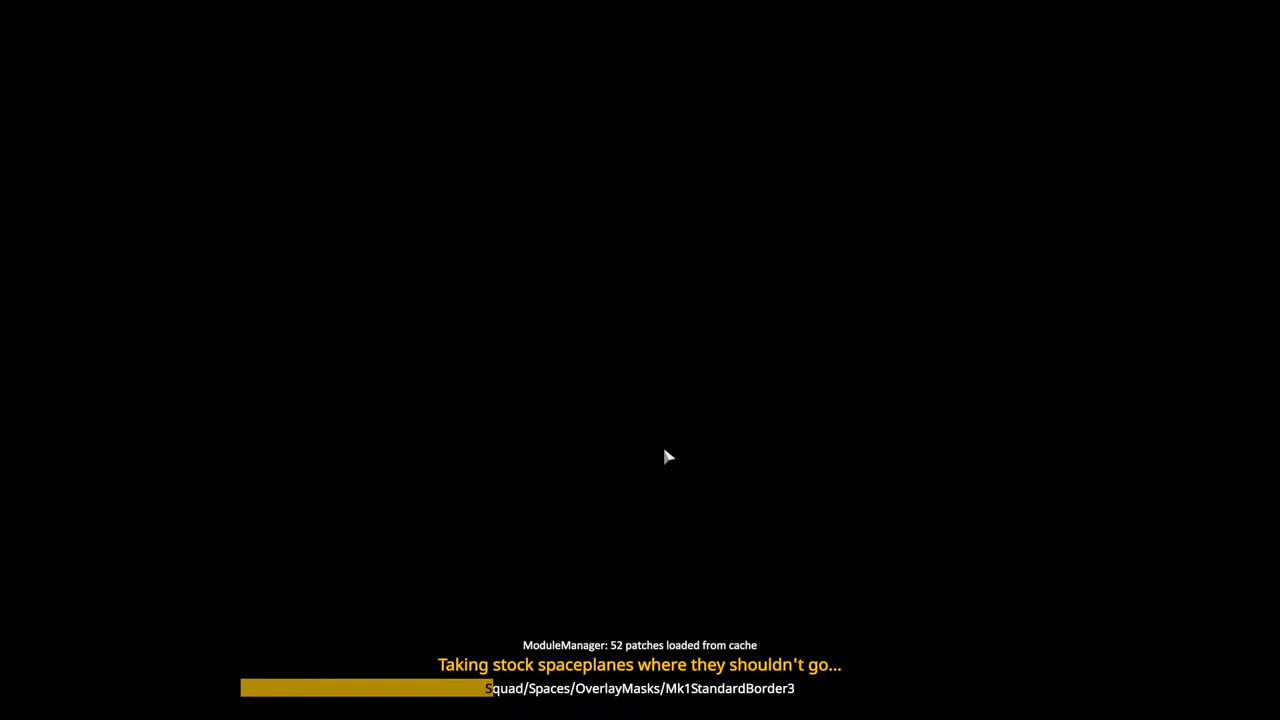 ModuleManager: 52 patches loaded from cache
Taking stock spaceplanes where they shouldn't go...
Squad/Spaces/OverlayMasks/Mk1StandardBorder3